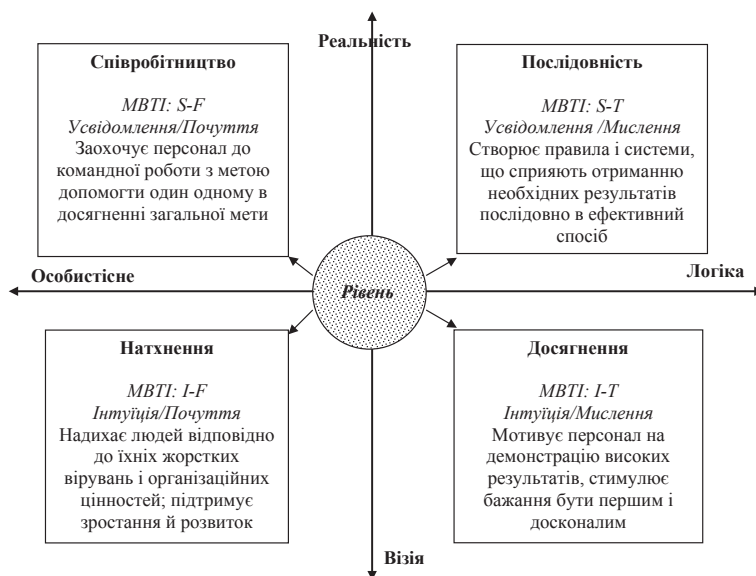 Реальність
Співробітництво
MBTI: S-F
Усвідомлення/Почуття
Заохочує персонал до
командної роботи з метою
допомогти один одному в
досягненні загальної мети
Послідовність
MBTI: S-T
Усвідомлення /Мислення
Створює правила і системи,
що сприяють отриманню
необхідних результатів
послідовно в ефективний
спосіб
Особистісне
Рівень
Логіка
Натхнення
MBTI: I-F
Інтуїція/Почуття
Надихає людей відповідно
до їхніх жорстких
вірувань і організаційних
цінностей; підтримує
зростання й розвиток
Досягнення
MBTI: I-T
Інтуїція/Мислення
Мотивує персонал на
демонстрацію високих
результатів, стимулює
бажання бути першим і
досконалим
Візія